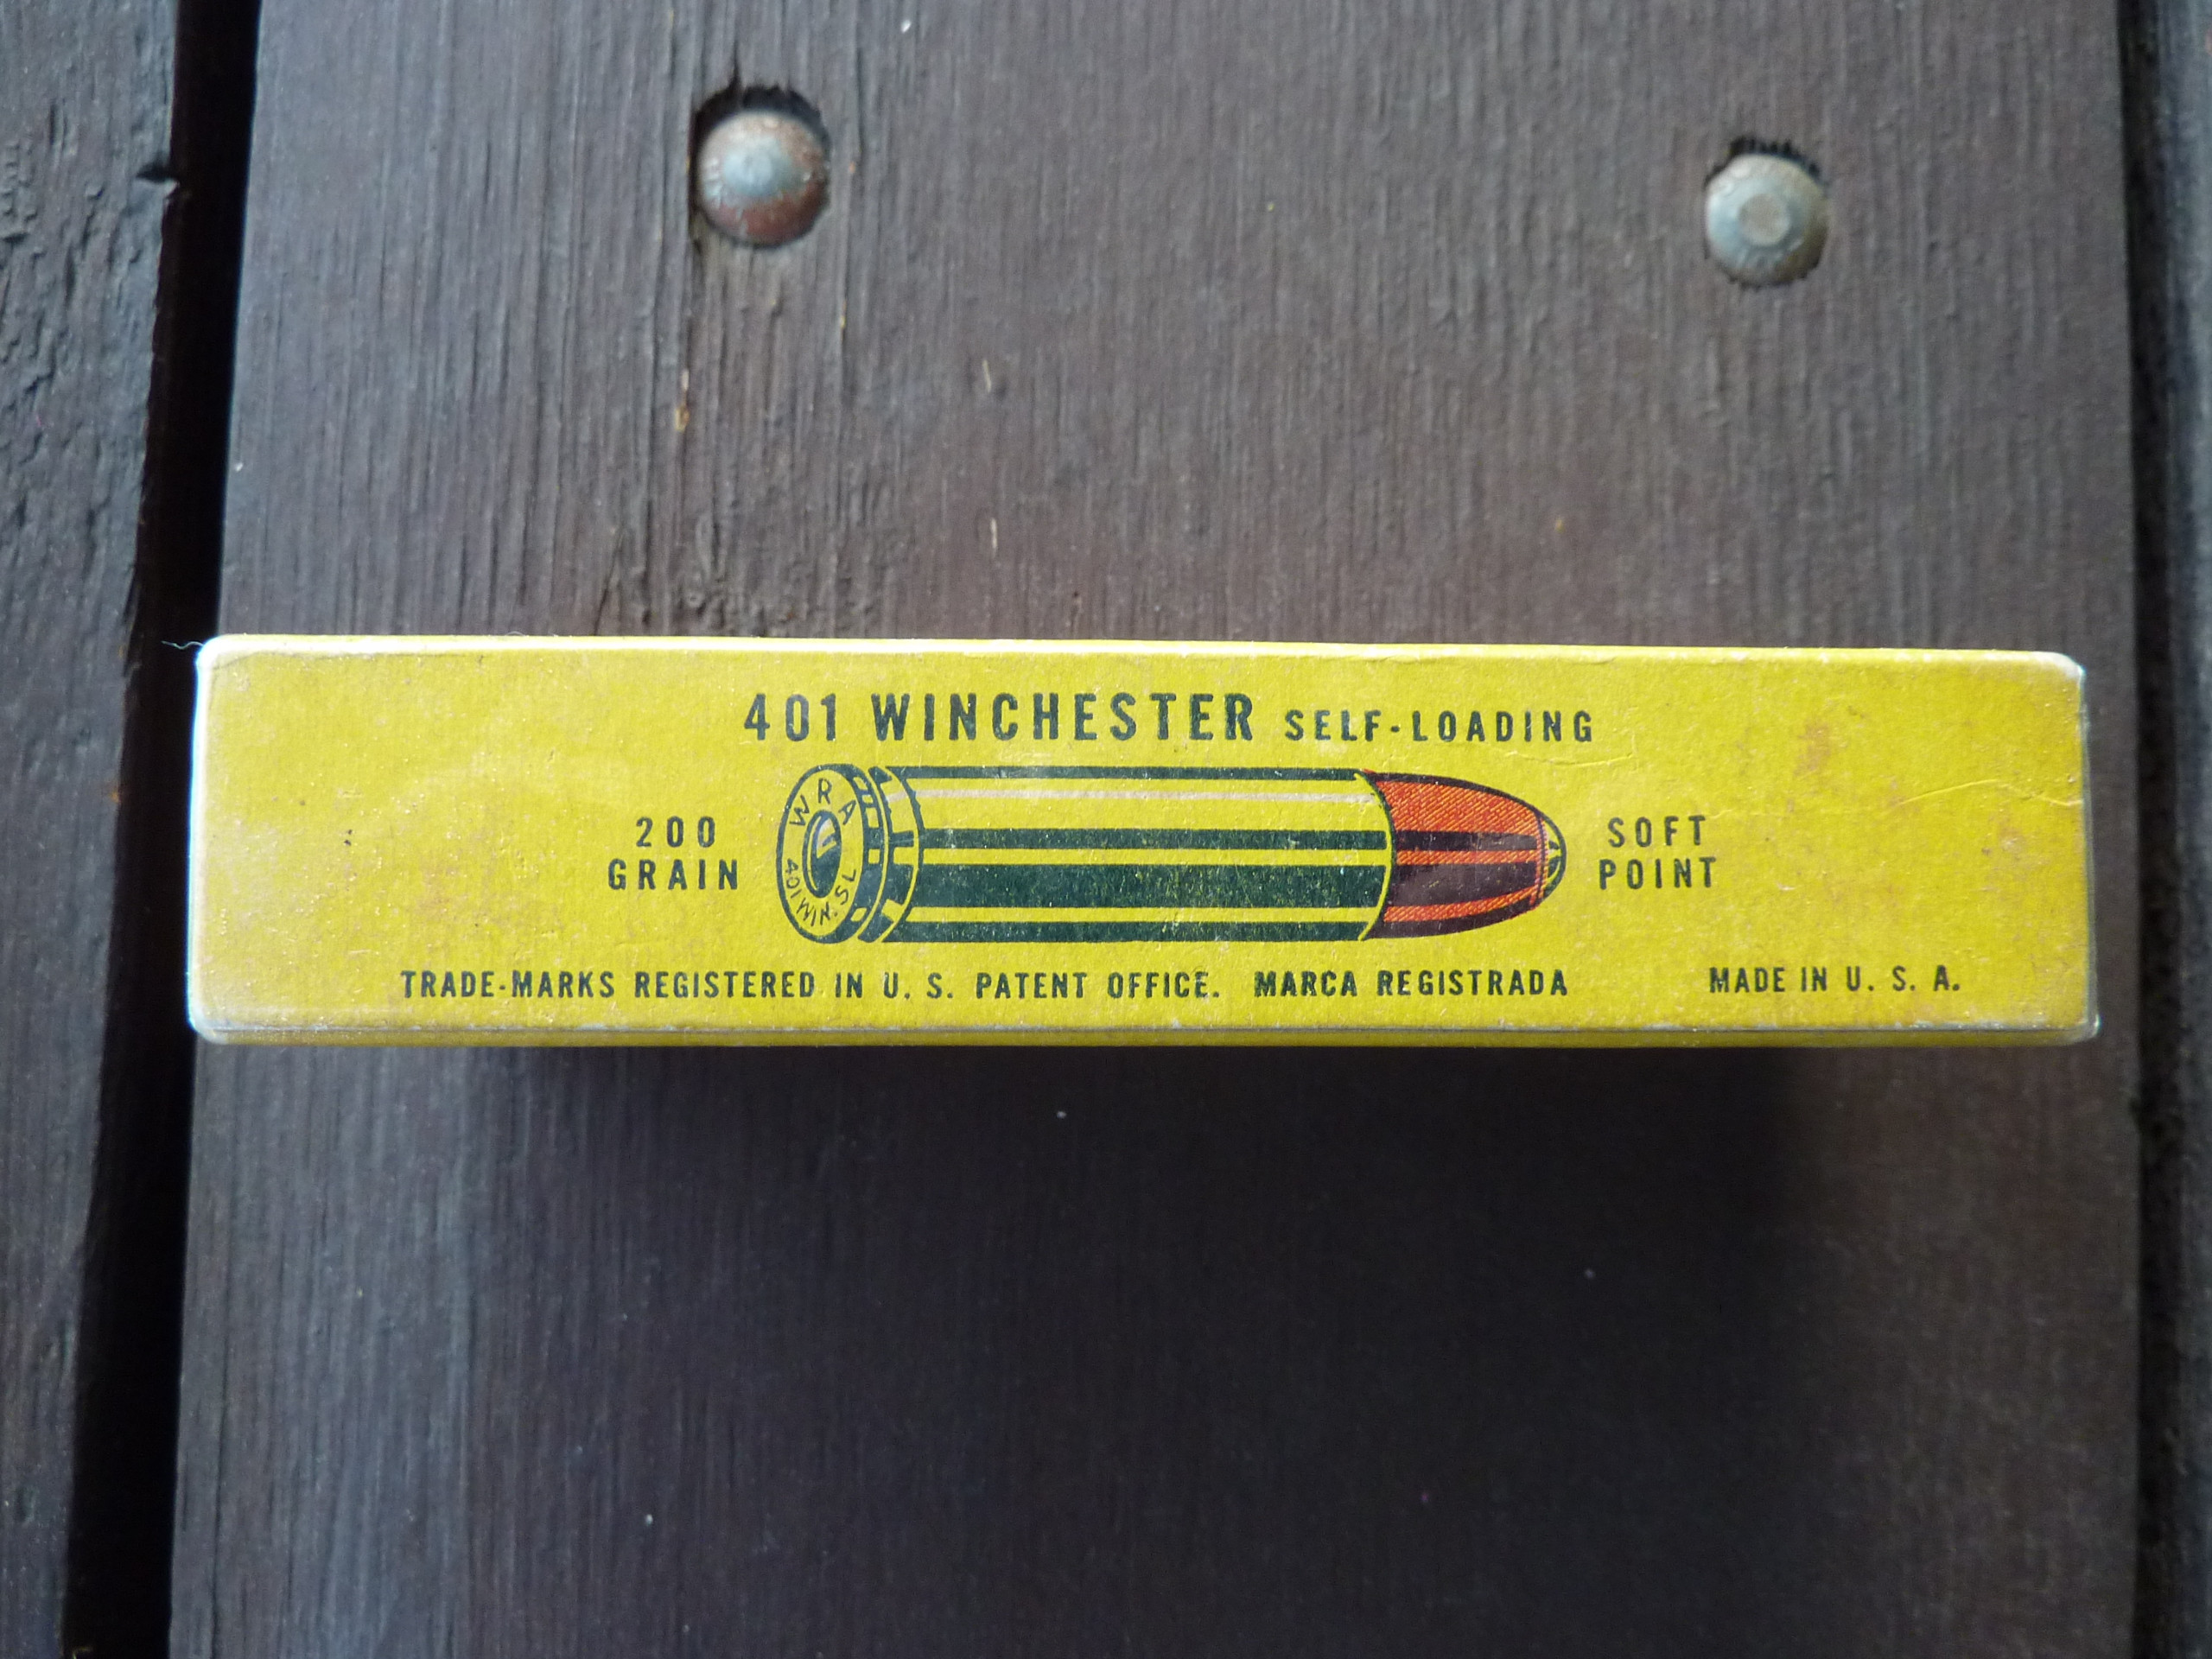 401 WINCHESTER SELF-LOADING
200
GRAIN
W R A
401 WIN. SL
SOFT
POINT
TRADE-MARKS REGISTERED IN U. S. PATENT OFFICE. MARCA REGISTRADA
MADE IN U. S. A.